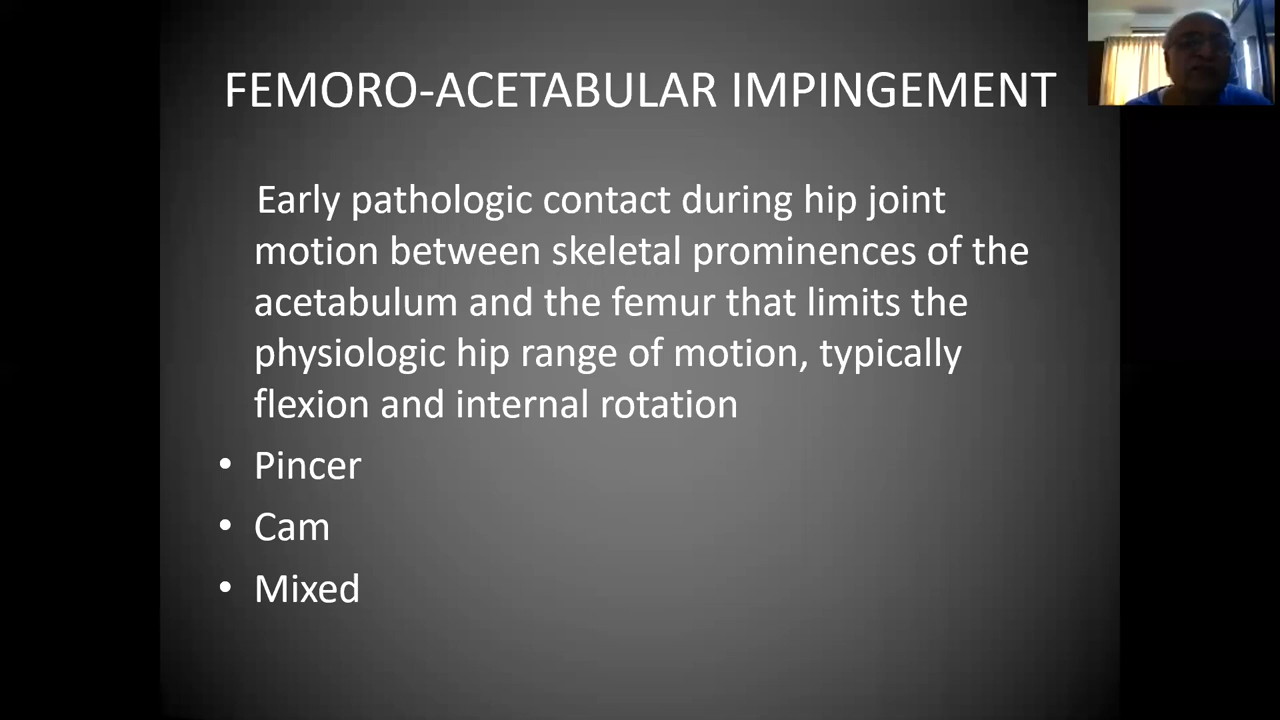 FEMORO-ACETABULAR IMPINGEMENT
Early pathologic contact during hip joint
motion between skeletal prominences of the
acetabulum and the femur that limits the
physiologic hip range of motion, typically
flexion and internal rotation
• Pincer
• Cam
• Mixed